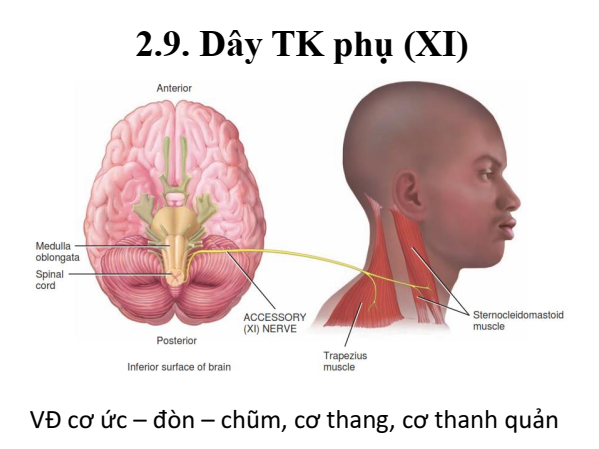 2.9. Dây TK phụ (XI)
Anterior
Medulla
oblongata
Spinal
cord
ACCESSORY
(XI) NERVE
Posterior
Inferior surface of brain
Sternocleidomastoid
muscle
Trapezius
muscle
VĐ cơ ức – đòn – chũm, cơ thang, cơ thanh quản